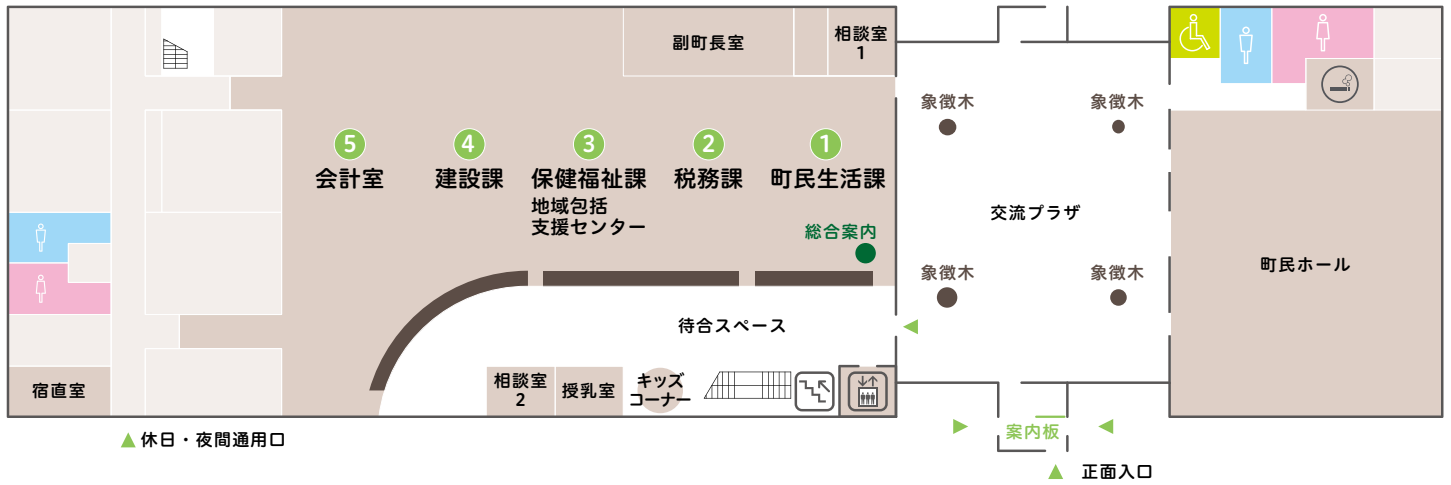 副町長室
相談室
1
象徴木
象徴木
5
4
3
2
1
会計室
建設課
保健福祉課
税務課
町民生活課
地域包括
支援センター
総合案内
交流プラザ
象徴木
象徴木
町民ホール
待合スペース
宿直室
相談室
2
授乳室
キッズ
コーナー
案内板
休日・夜間通用口
正面入口